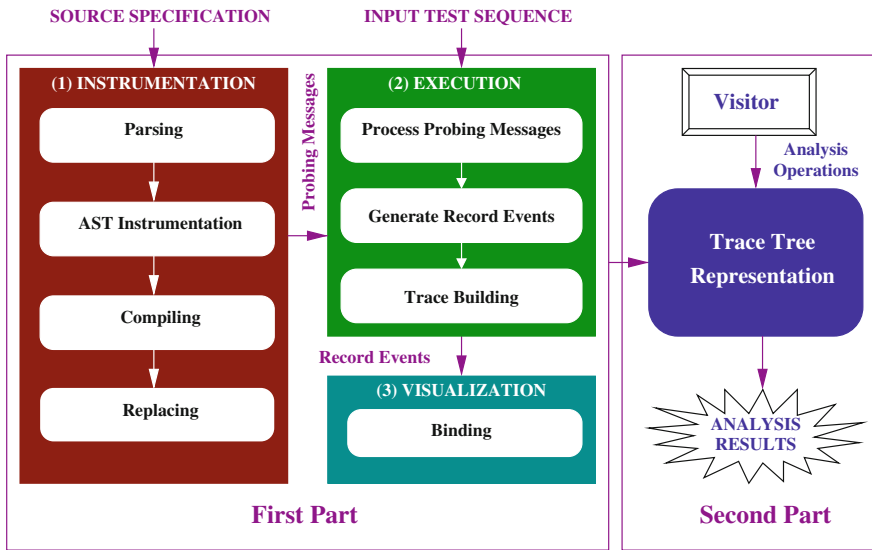 SOURCE SPECIFICATION
INPUT TEST SEQUENCE
(1) INSTRUMENTATION
Parsing
AST Instrumentation
Compiling
Replacing
Probing Messages
(2) EXECUTION
Process Probing Messages
Generate Record Events
Trace Building
Record Events
(3) VISUALIZATION
Binding
First Part
Visitor
Analysis
Operations
Trace Tree
Representation
ANALYSIS
RESULTS
Second Part